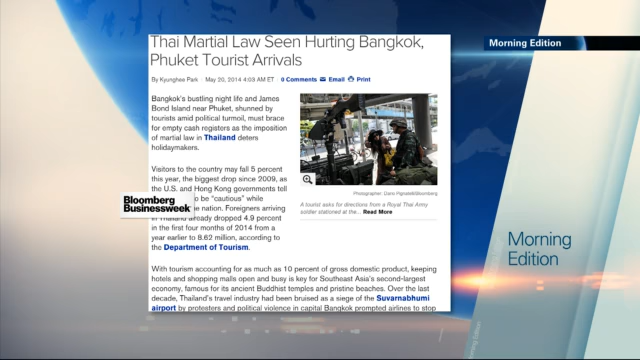 Thai Martial Law Seen Hurting Bangkok,
Phuket Tourist Arrivals
By Kyunghee Park May 20, 2014 4:03 AM ET 0 Comments Email Print
Bangkok's bustling night life and James
Bond Island near Phuket, shunned by
tourists amid political turmoil, must brace
for empty cash registers as the imposition
of martial law in Thailand deters
holidaymakers.
Visitors to the country may fall 5 percent
this year, the biggest drop since 2009, as
the U.S. and Hong Kong governments tell
to be "cautious" while
he nation. Foreigners arriving
in Thailand already dropped 4.9 percent
in the first four months of 2014 from a
year earlier to 8.62 million, according to
the Department of Tourism.
With tourism accounting for as much as 10 percent of gross domestic product, keeping
hotels and shopping malls open and busy is key for Southeast Asia's second-largest
economy, famous for its ancient Buddhist temples and pristine beaches. Over the last
decade, Thailand's travel industry had been bruised as a siege of the Suvarnabhumi
airport by protesters and political violence in capital Bangkok prompted airlines to stop
Photographer: Dario Pignatelli/Bloomberg
A tourist asks for directions from a Royal Thai Army
soldier stationed at the... Read More
Bloomberg
Businessweek
Morning Edition
Morning
Edition
Morning Edition